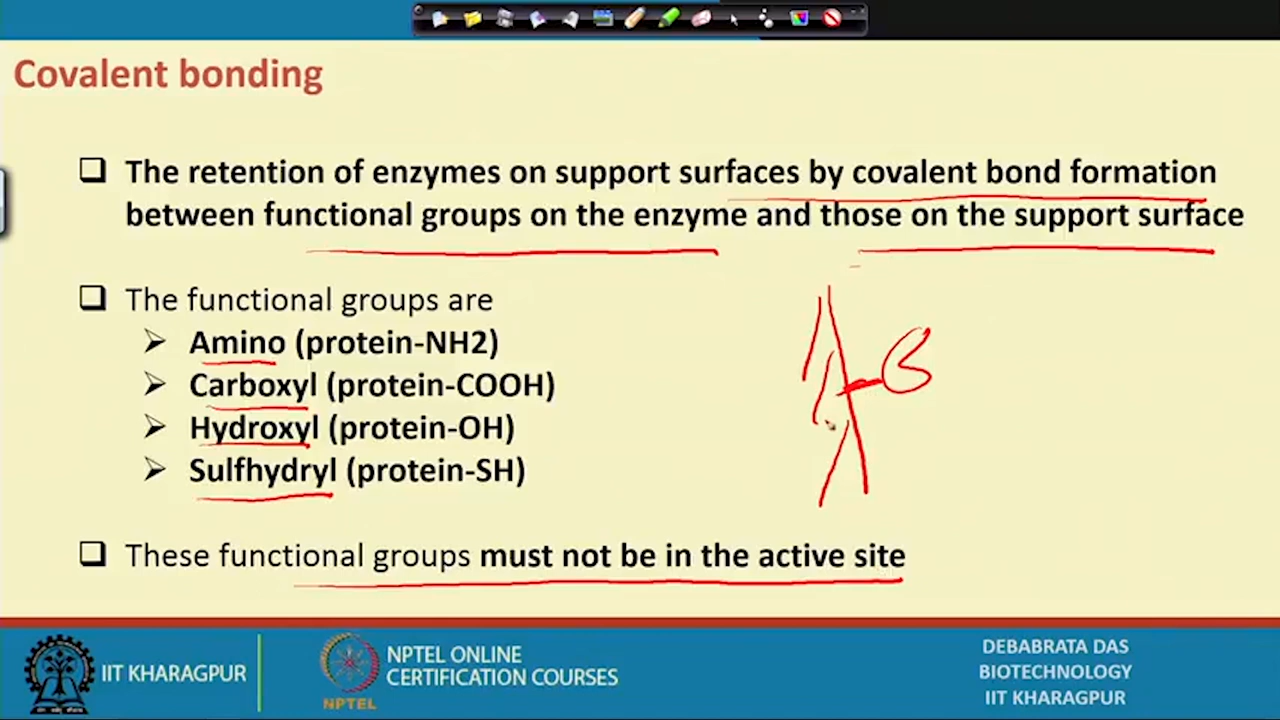 Covalent bonding
❑ The retention of enzymes on support surfaces by covalent bond formation
between functional groups on the enzyme and those on the support surface
❑ The functional groups are
➢ Amino (protein-NH2)
➢ Carboxyl (protein-COOH)
➢ Hydroxyl (protein-OH)
➢ Sulfhydryl (protein-SH)
❑ These functional groups must not be in the active site
IIT KHARAGPUR
NPTEL
NPTEL ONLINE
CERTIFICATION COURSES
DEBABRATA DAS
BIOTECHNOLOGY
IIT KHARAGPUR